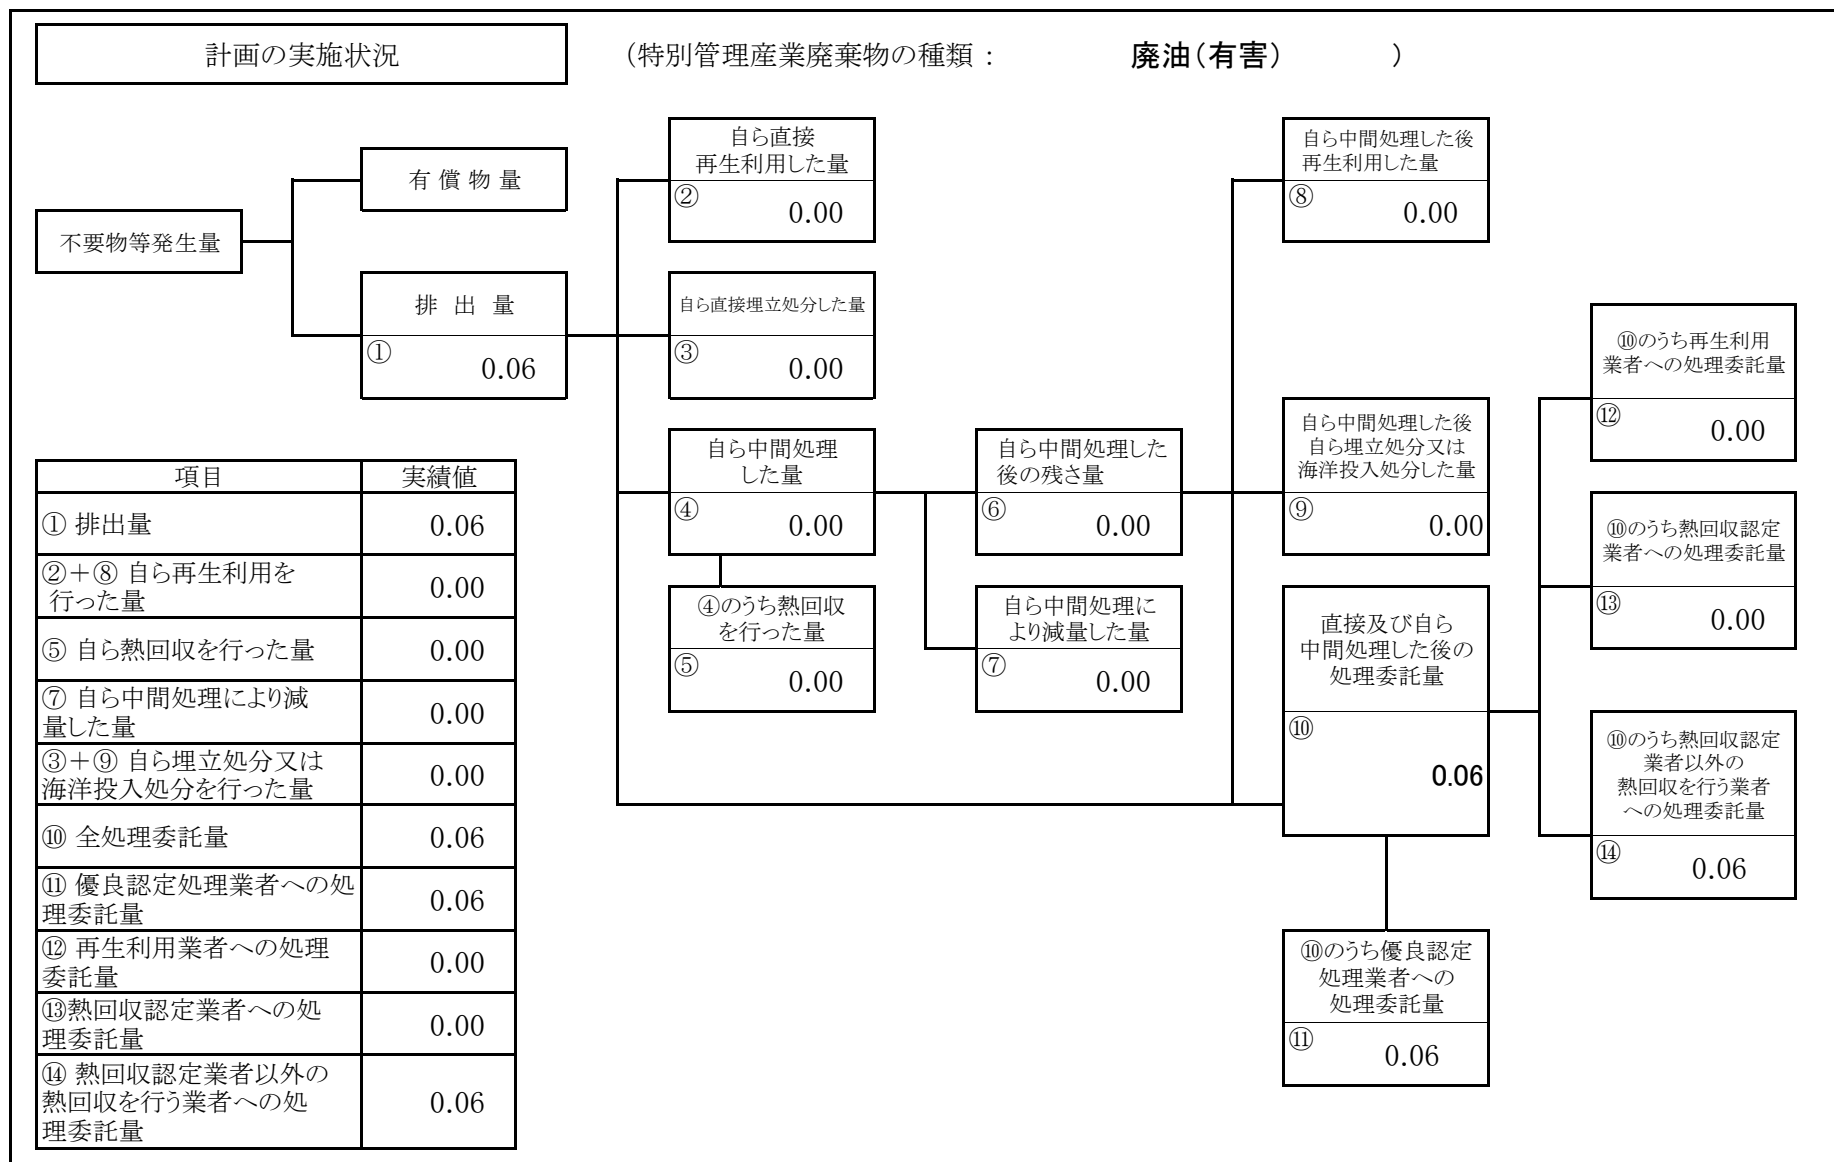 計画の実施状況
(特別管理産業廃棄物の種類： 廃油(有害) )
不要物等発生量
有償物量
排出量
① 0.06
自ら直接
再生利用した量
② 0.00
自ら直接埋立処分した量
③ 0.00
自ら中間処理
した量
④ 0.00
④のうち熱回収
を行った量
⑤ 0.00
自ら中間処理した
後の残さ量
⑥ 0.00
自ら中間処理に
より減量した量
⑦ 0.00
自ら中間処理した後
再生利用した量
⑧ 0.00
自ら中間処理した後
自ら埋立処分又は
海洋投入処分した量
⑨ 0.00
直接及び自ら
中間処理した後の
処理委託量
⑩
0.06
⑩のうち優良認定
処理業者への
処理委託量
⑪ 0.06
⑩のうち再生利用
業者への処理委託量
⑫ 0.00
⑩のうち熱回収認定
業者への処理委託量
⑬ 0.00
⑩のうち熱回収認定
業者以外の
熱回収を行う業者
への処理委託量
⑭ 0.06
項目 実績値
① 排出量 0.06
②＋⑧ 自ら再生利用を
行った量 0.00
⑤ 自ら熱回収を行った量 0.00
⑦ 自ら中間処理により減
量した量 0.00
③＋⑨ 自ら埋立処分又は
海洋投入処分を行った量 0.00
⑩ 全処理委託量 0.06
⑪ 優良認定処理業者への処
理委託量 0.06
⑫ 再生利用業者への処理
委託量 0.00
⑬熱回収認定業者への処
理委託量 0.00
⑭ 熱回収認定業者以外の
熱回収を行う業者への処
理委託量 0.06